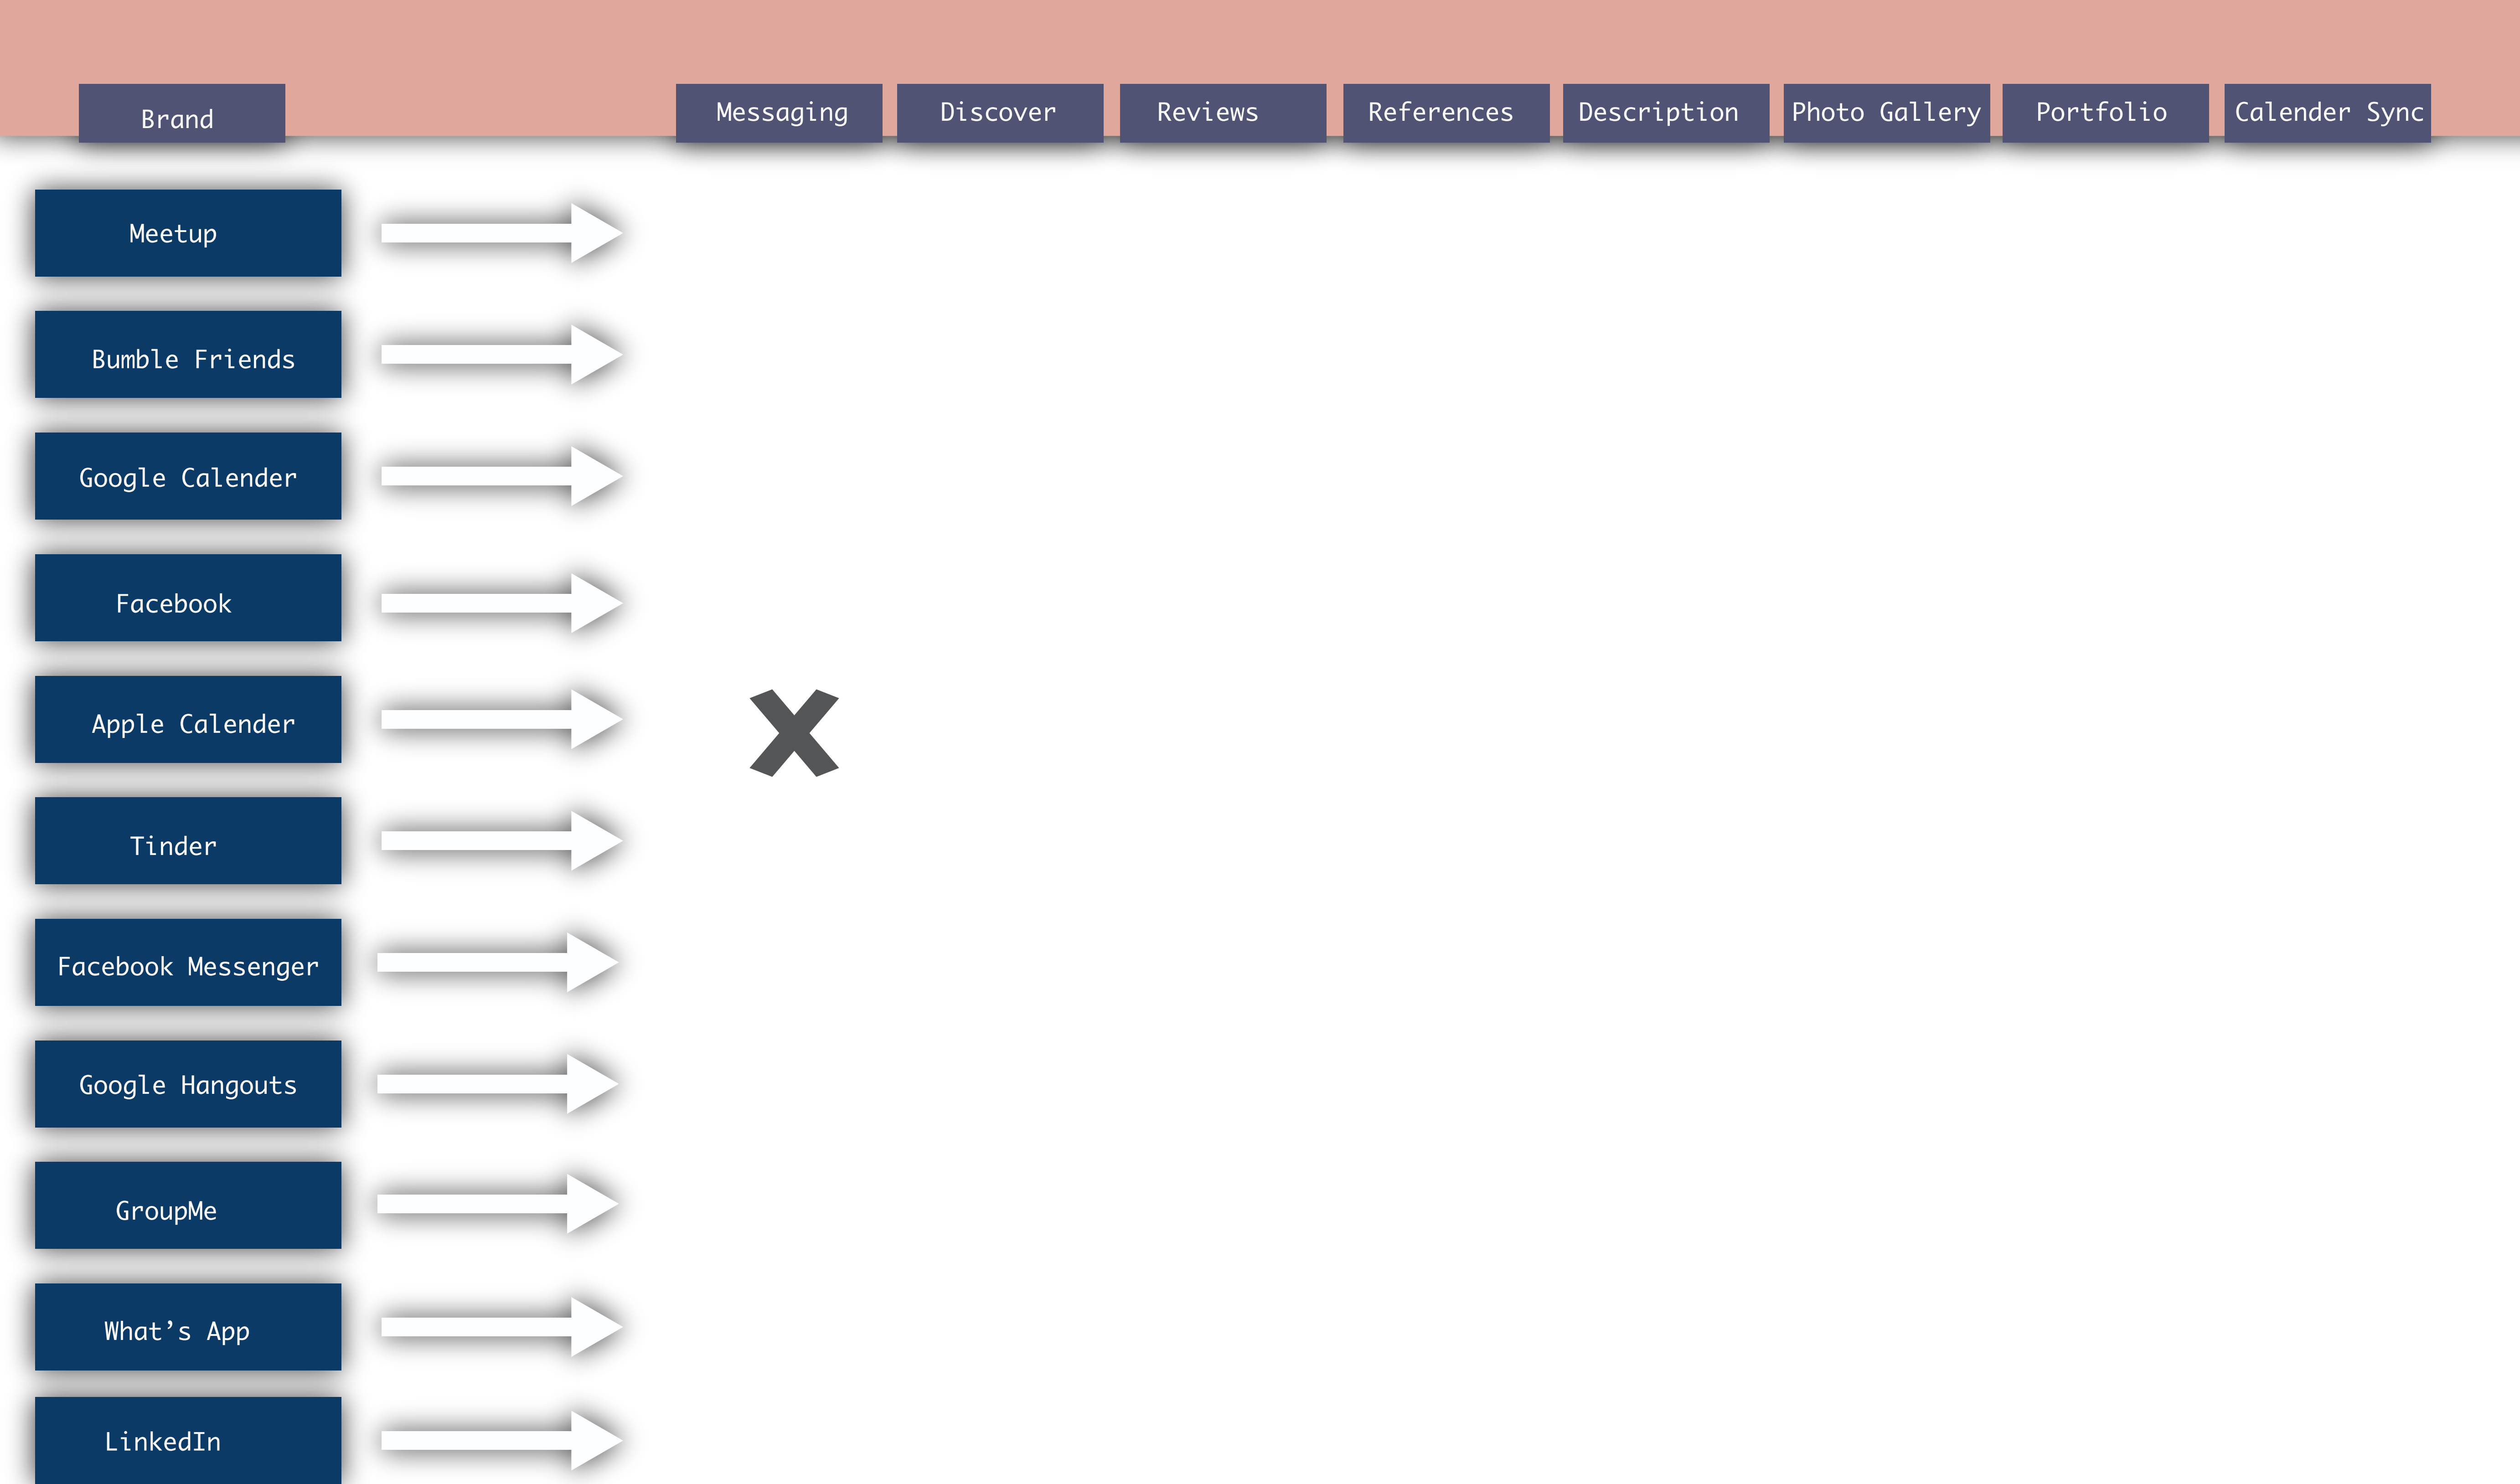 Brand
Messaging
Discover
Reviews
References
Description
Photo Gallery
Portfolio
Calender Sync
Meetup
Bumble Friends
Google Calender
Facebook
Apple Calender
X
Tinder
Facebook Messenger
Google Hangouts
GroupMe
What’s App
LinkedIn